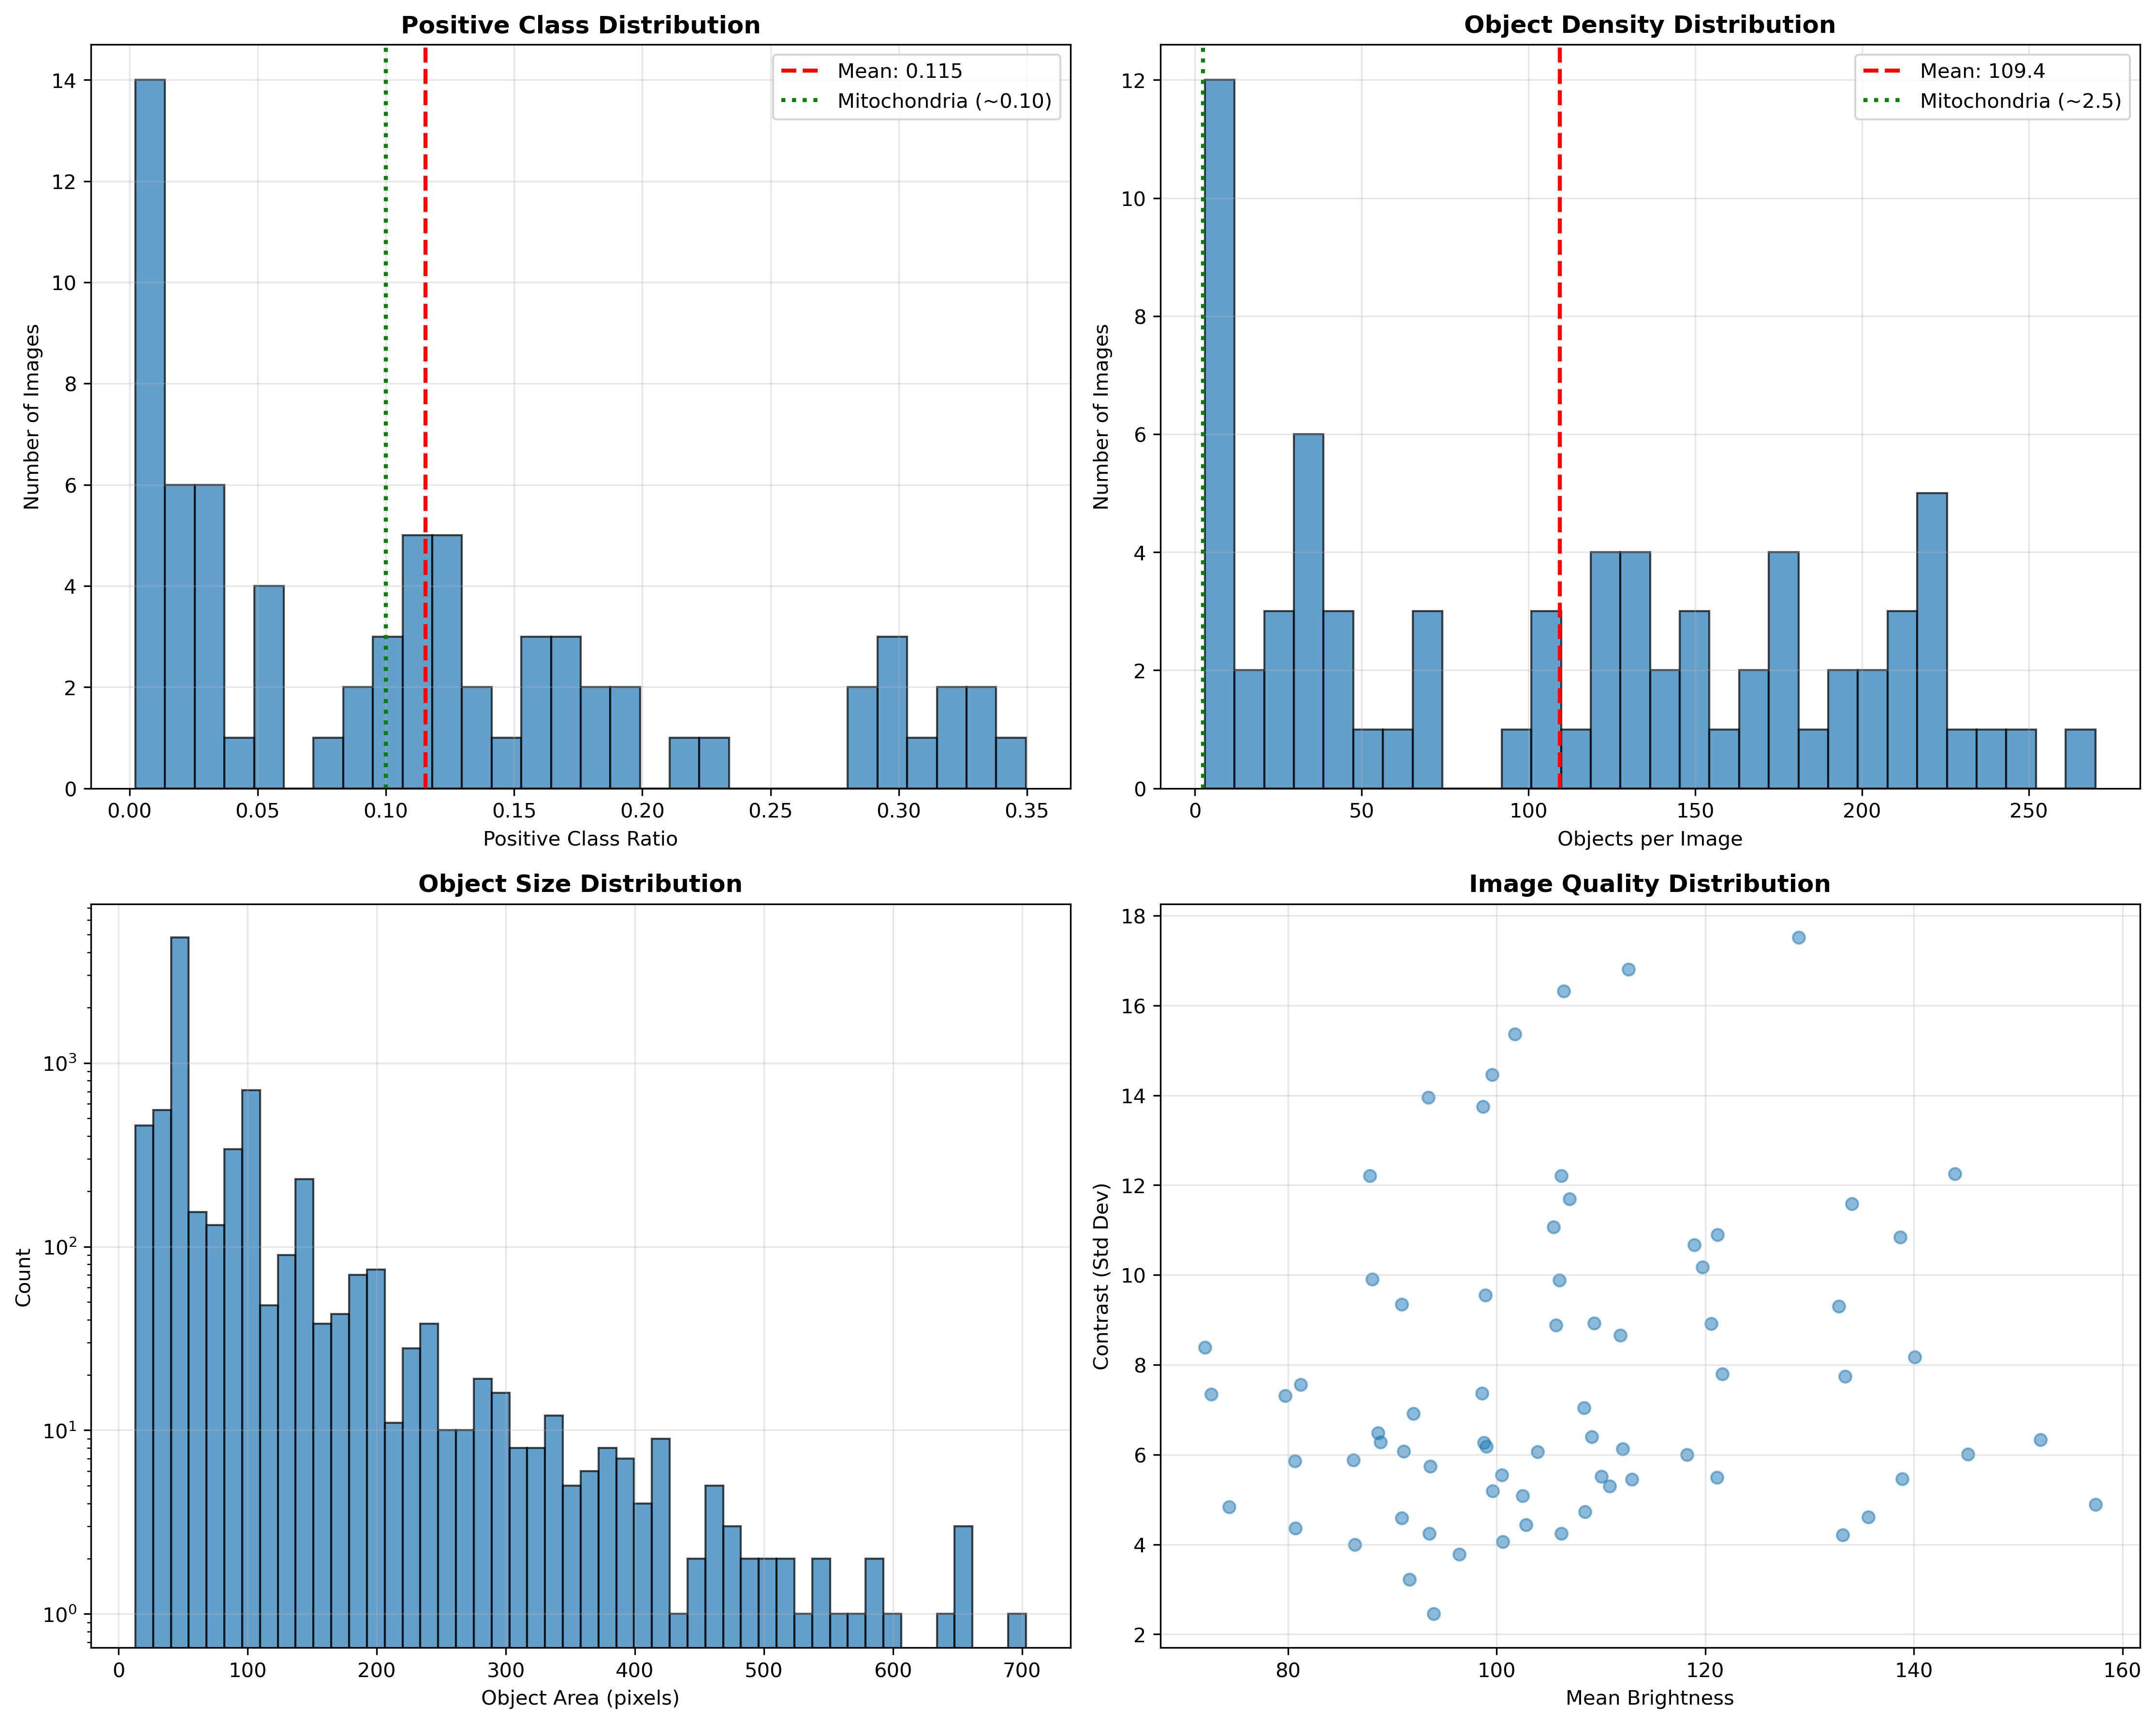 Positive Class Distribution
Mean: 0.115
Mitochondria (~0.10)
Number of Images
14
12
10
8
6
4
2
0
0.00 0.05 0.10 0.15 0.20 0.25 0.30 0.35
Positive Class Ratio
Object Density Distribution
Mean: 109.4
Mitochondria (~2.5)
Number of Images
12
10
8
6
4
2
0
0 50 100 150 200 250
Objects per Image
Object Size Distribution
Count
10³
10²
10¹
10⁰
0 100 200 300 400 500 600 700
Object Area (pixels)
Image Quality Distribution
Contrast (Std Dev)
18
16
14
12
10
8
6
4
2
80 100 120 140 160
Mean Brightness